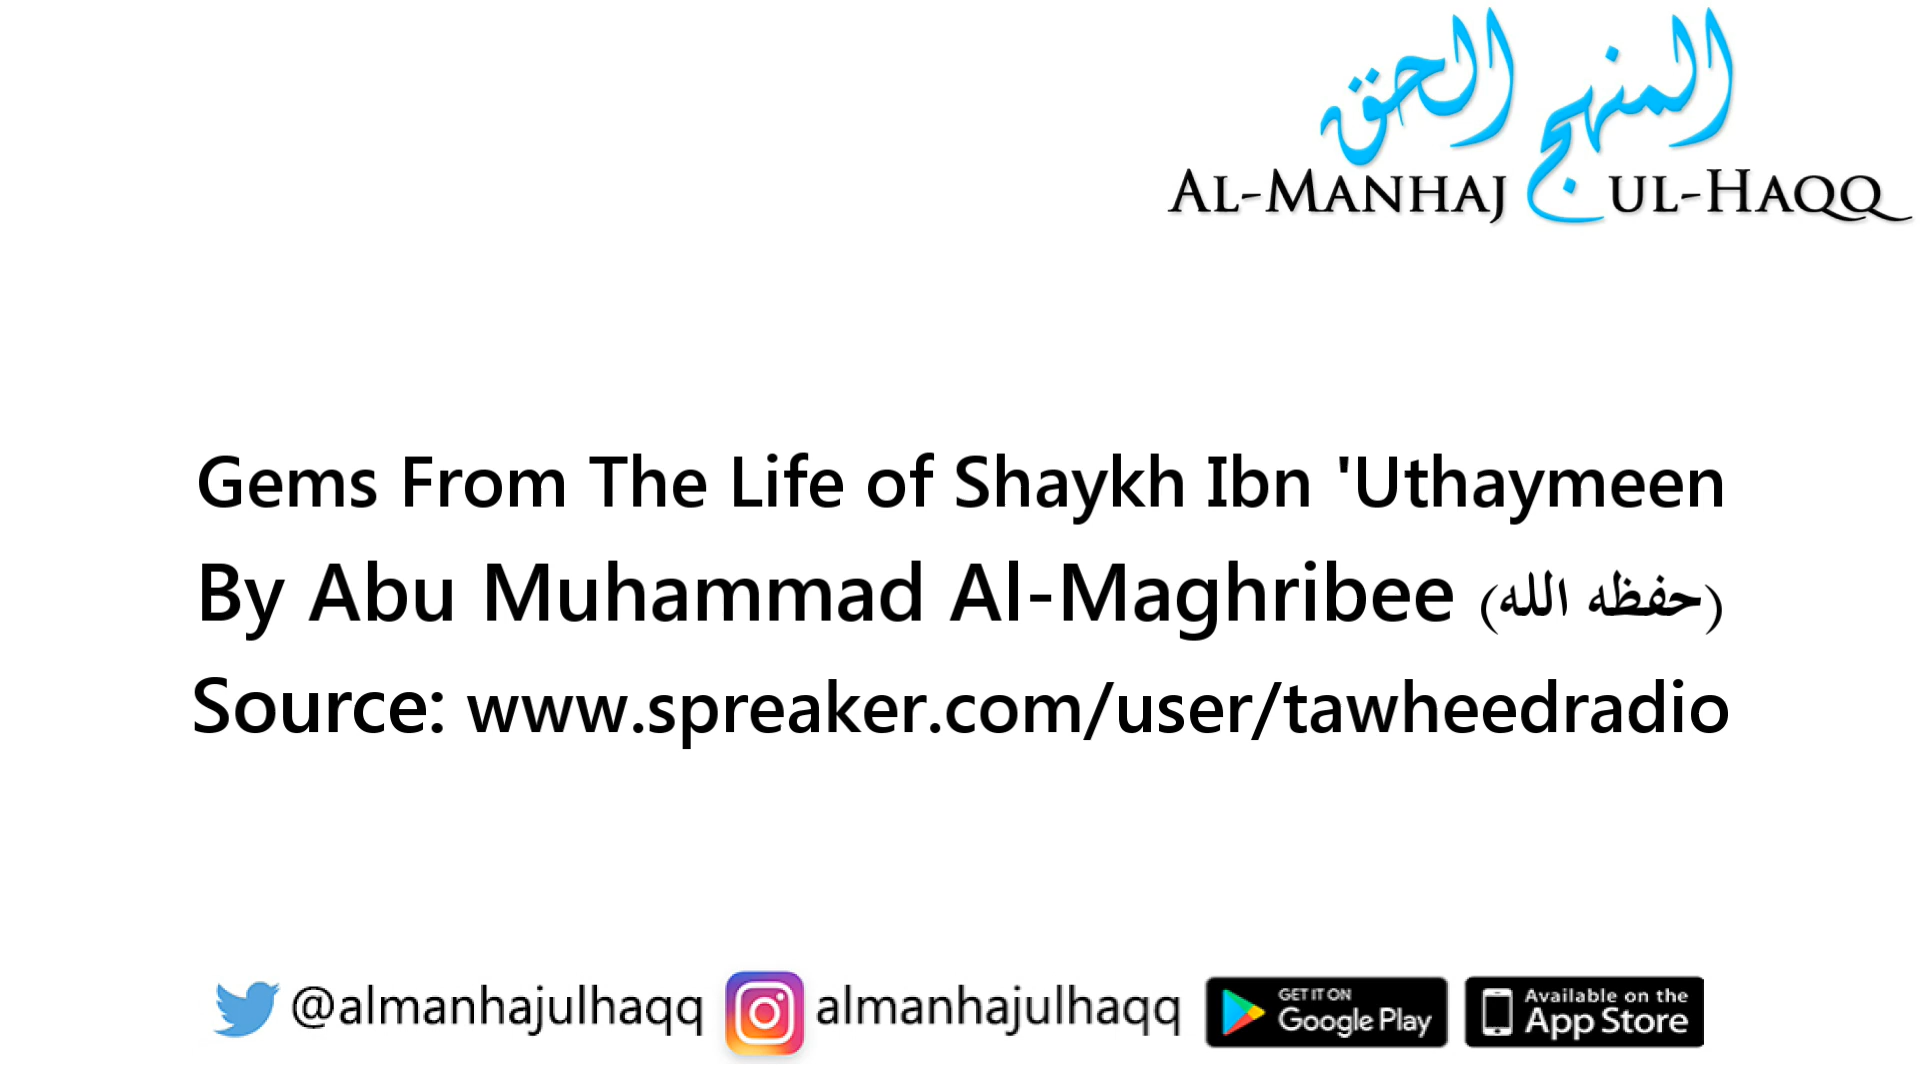 المنهج الحق
AL-MANHAJ UL-HAQQ
Gems From The Life of Shaykh Ibn 'Uthaymeen
By Abu Muhammad Al-Maghribee (حفظه الله)
Source: www.spreaker.com/user/tawheedradio
@almanhajulhaqq almanhajulhaqq GET IT ON Google Play Available on the App Store